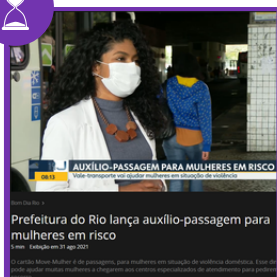 AUXÍLIO-PASSAGEM PARA MULHERES EM RISCO
08:13
Vale-transporte vai ajudar mulheres em situação de violência
Bom Dia Rio
Prefeitura do Rio lança auxílio-passagem para
mulheres em risco
5 min Exibição em 31 ago 2021
O cartão Move-Mulher é de passagens, para mulheres em situação de violência doméstica. Esse
pode ajudar muitas mulheres a chegarem aos centros especializados de atendimento para